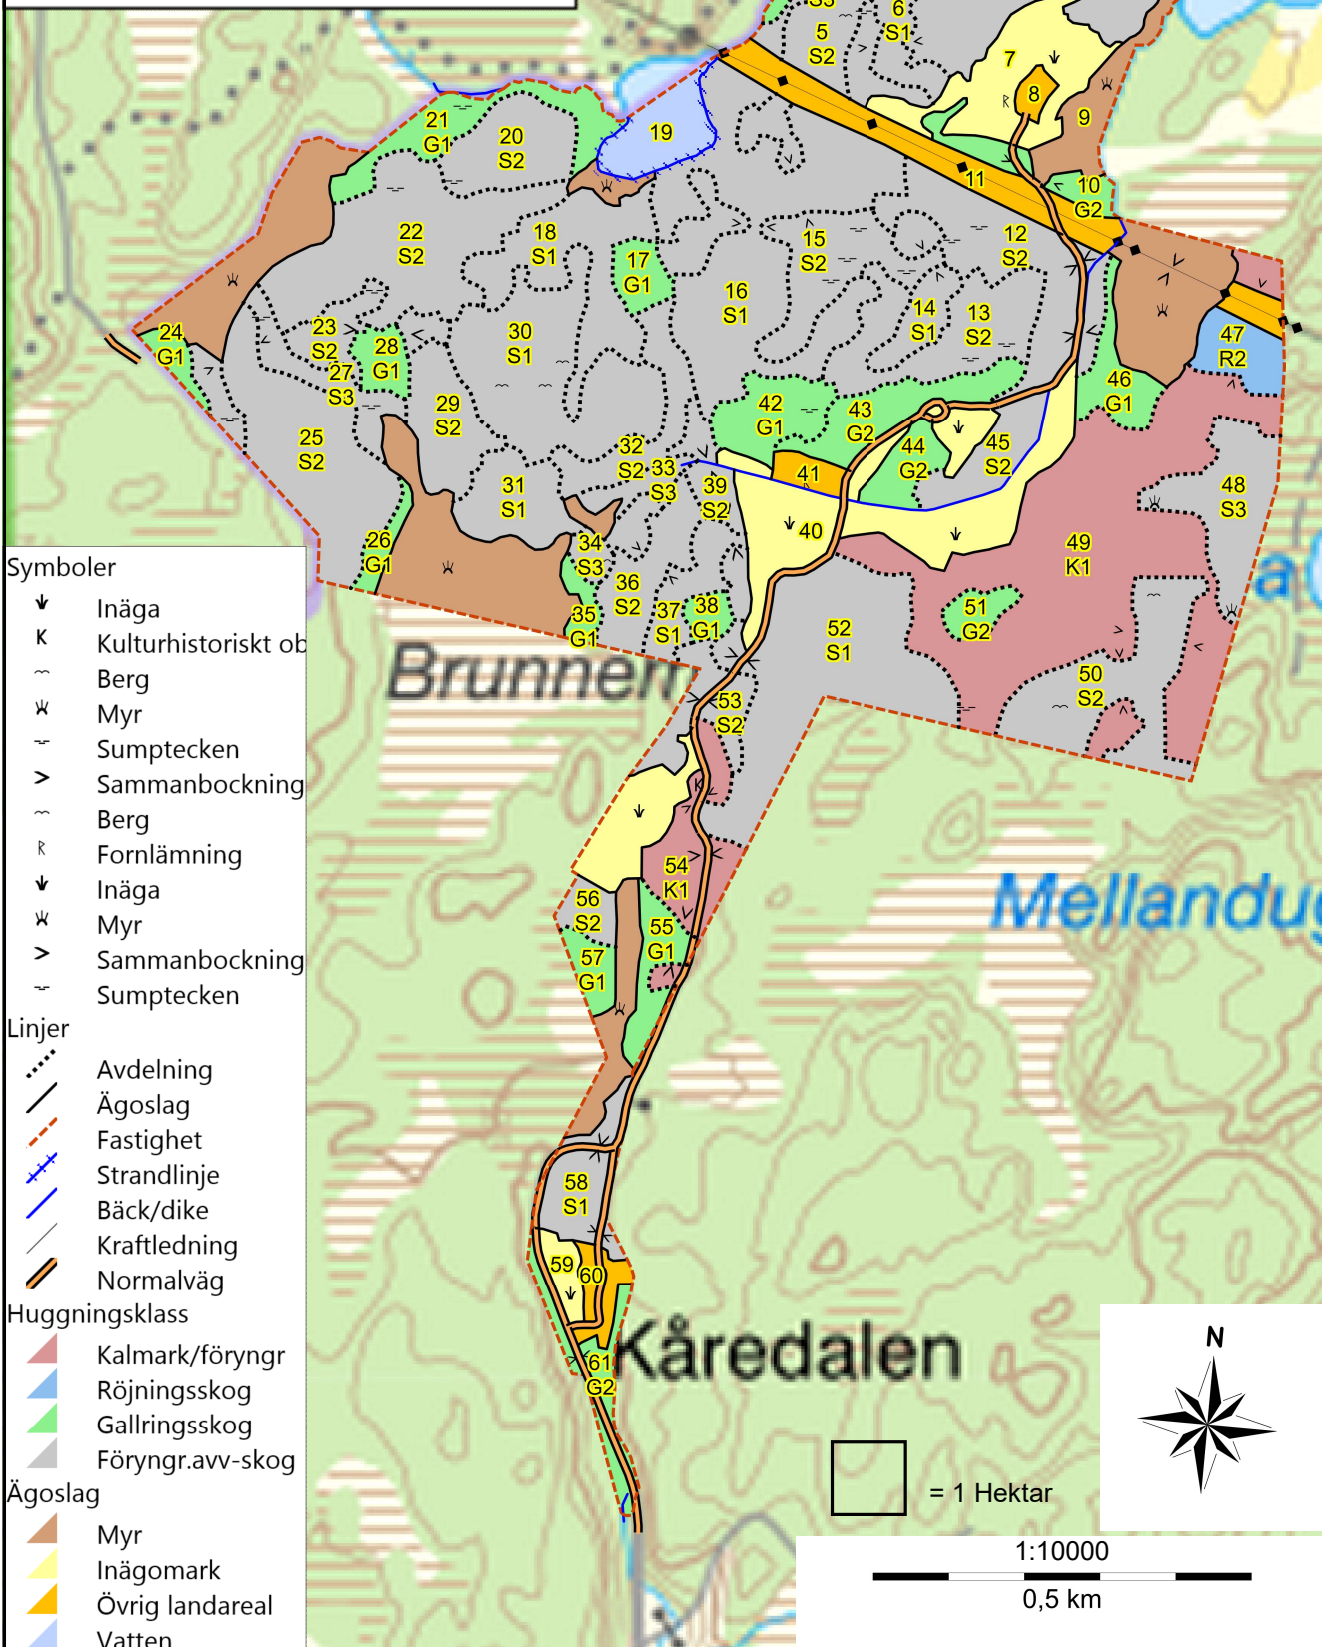 S3
5
S2
6
S1
7
8
9
10
G2
11
12
S2
13
S2
14
S1
15
S2
16
S1
17
G1
18
S1
19
20
S2
21
G1
22
S2
23
S2
24
G1
25
S2
26
G1
27
S3
28
G1
29
S2
30
S1
31
S1
32
S2
33
S3
34
S3
35
G1
36
S2
37
S1
38
G1
39
S2
40
41
42
G1
43
G2
44
G2
45
S2
46
G1
47
R2
48
S3
49
K1
50
S2
51
G2
52
S1
53
S2
K
54
K1
55
G1
56
S2
57
G1
58
S1
59
60
61
G2
R
Brunnen
a
Mellandug
Kåredalen
Symboler
Inäga
K Kulturhistoriskt ob
Berg
Myr
Sumptecken
Sammanbockning
Berg
R Fornlämning
Inäga
Myr
Sammanbockning
Sumptecken
Linjer
Avdelning
Ägoslag
Fastighet
Strandlinje
Bäck/dike
Kraftledning
Normalväg
Huggningsklass
Kalmark/föryngr
Röjningsskog
Gallringsskog
Föryngr.avv-skog
Ägoslag
Myr
Inägomark
Övrig landareal
Vatten
N
= 1 Hektar
1:10000
0,5 km